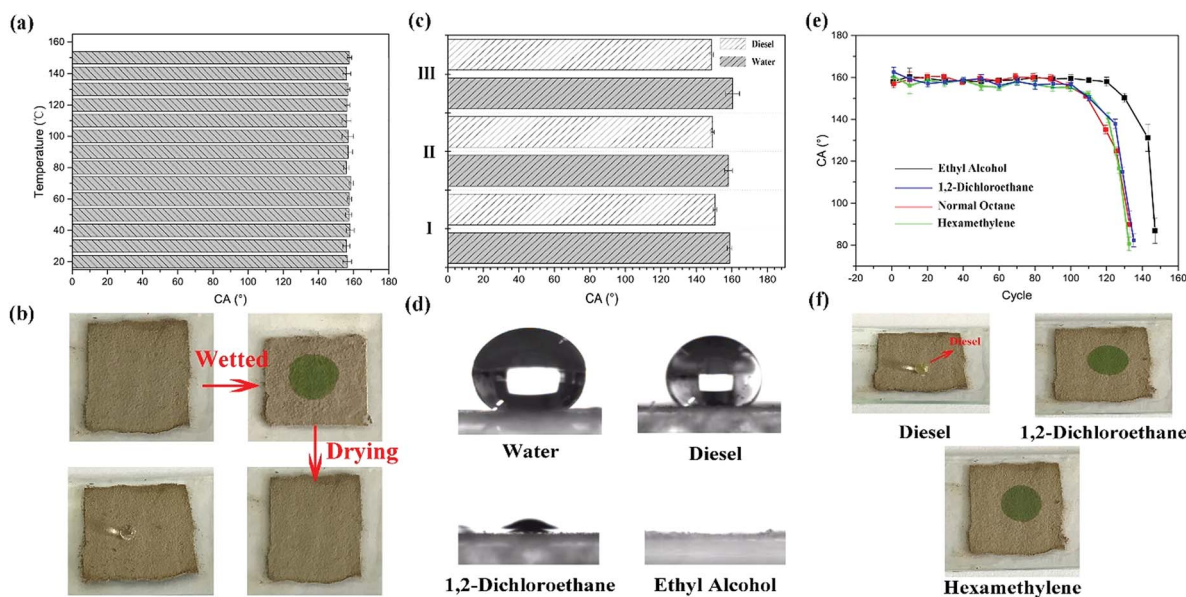 (a)
160
140
120
100
80
60
40
20
Temperature (℃)
0 20 40 60 80 100 120 140 160 180
CA (°)
(c)
III
II
I
Diesel
Water
0 20 40 60 80 100 120 140 160 180
CA (°)
(e)
180
160
140
120
100
80
CA (°)
Ethyl Alcohol
1,2-Dichloroethane
Normal Octane
Hexamethylene
-20 0 20 40 60 80 100 120 140 160
Cycle
(b)
Wetted
Drying
(d)
Water
Diesel
1,2-Dichloroethane
Ethyl Alcohol
(f)
Diesel
Diesel
1,2-Dichloroethane
Hexamethylene